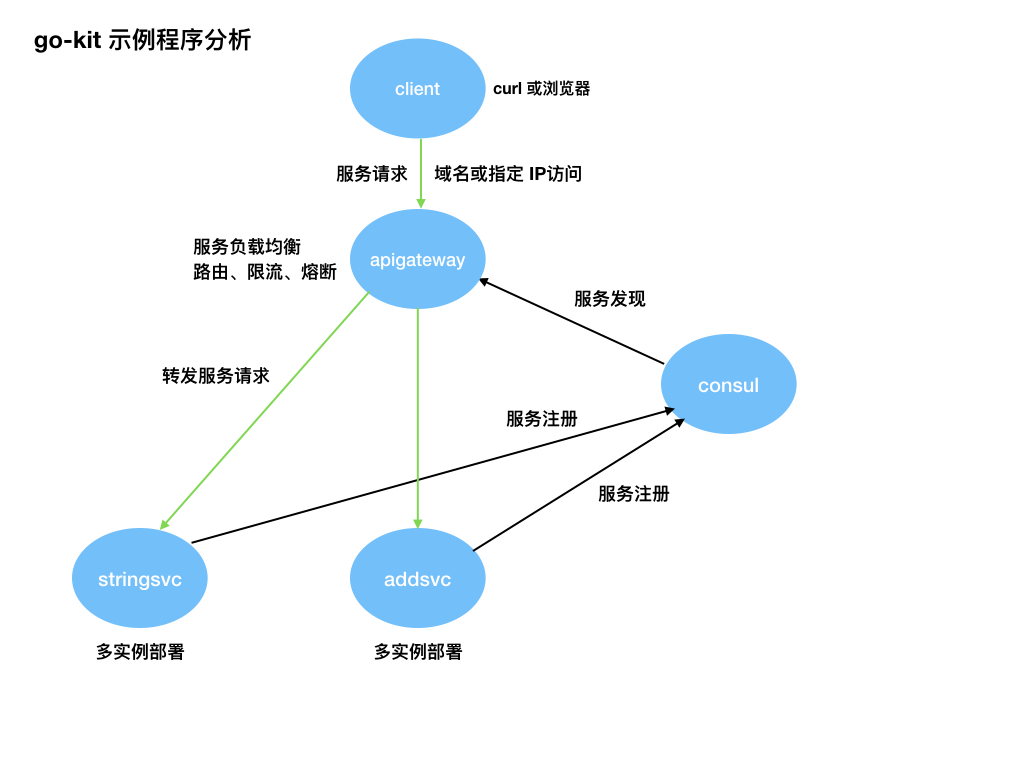 go-kit 示例程序分析
client
curl 或浏览器
服务请求
域名或指定 IP访问
服务负载均衡
路由、限流、熔断
apigateway
服务发现
转发服务请求
consul
服务注册
服务注册
stringsvc
addsvc
多实例部署
多实例部署